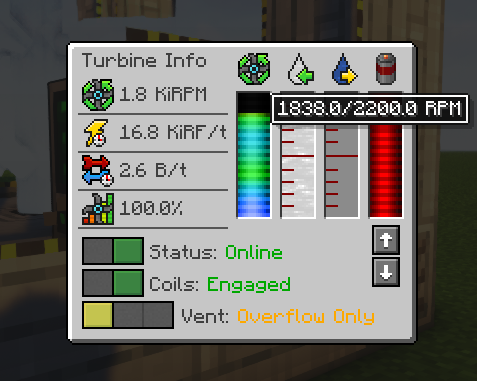 Turbine Info
1.8 KiRPM
1838.0/2200.0 RPM
16.8 KiRF/t
2.6 B/t
100.0%
Status: Online
Coils: Engaged
Vent: Overflow Only